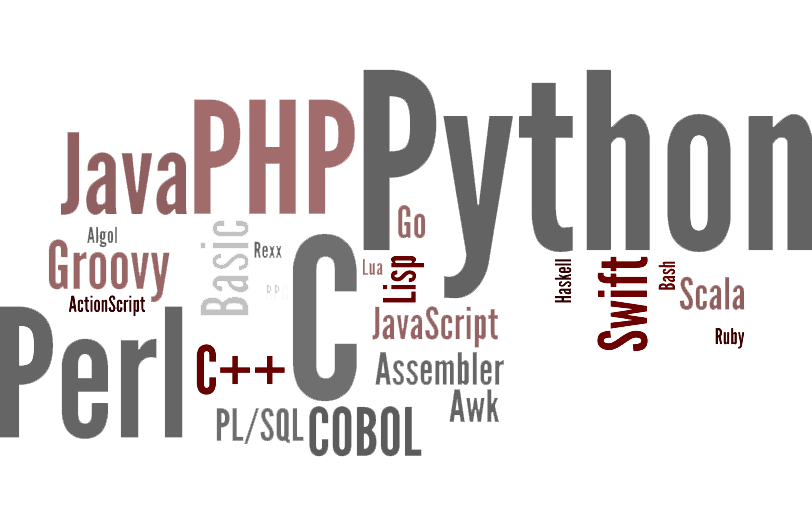 Python
PHP
Java
Go
Algol
Basic
Rexx
Groovy
C
Lua
Lisp
Haskell
Swift
Bash
Scala
ActionScript
RPG
Perl
JavaScript
Ruby
C++
Assembler
Awk
PL/SQL
COBOL